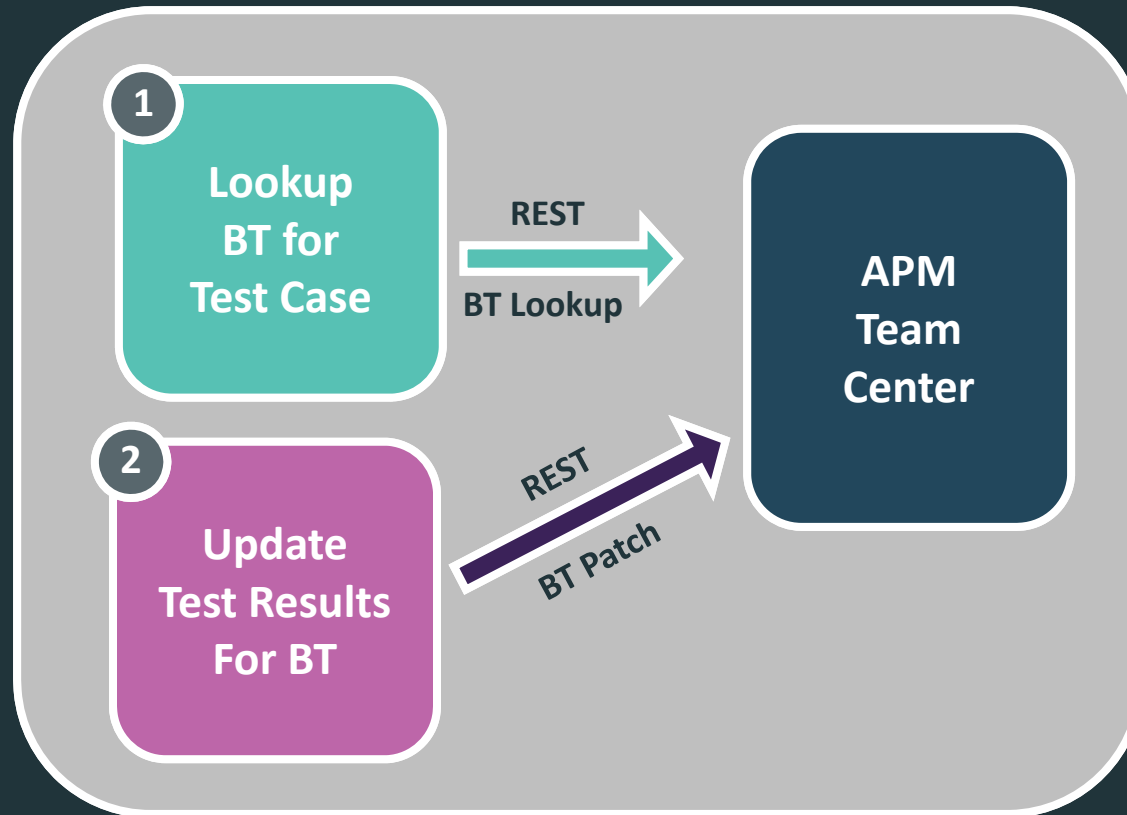 1
Lookup
BT for
Test Case
REST
BT Lookup
APM
Team
Center
2
Update
Test Results
For BT
REST
BT Patch